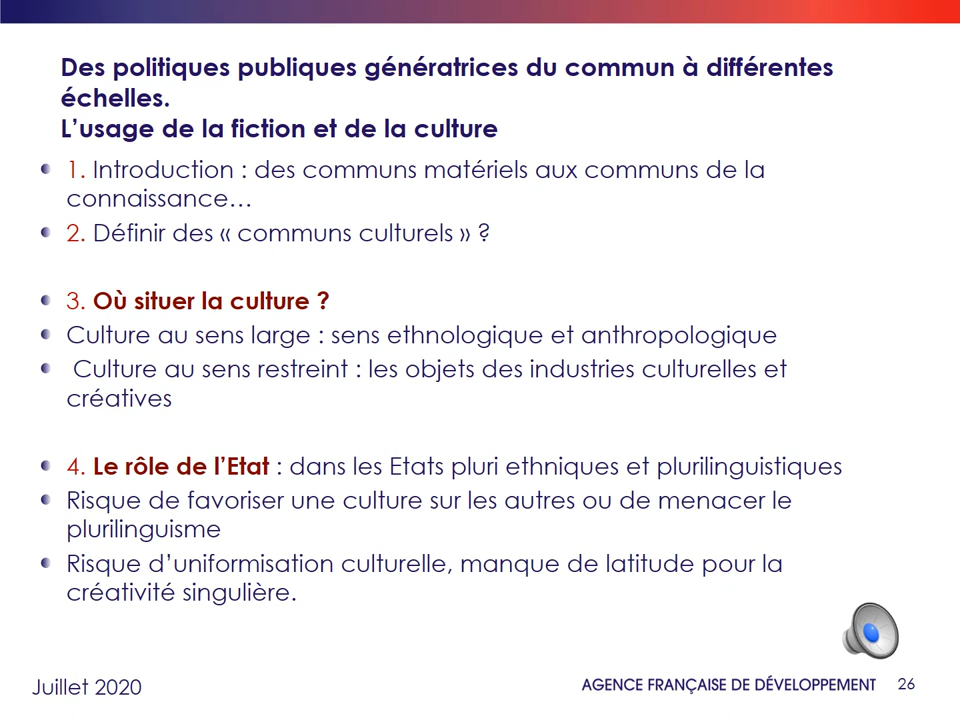 Des politiques publiques génératrices du commun à différentes
échelles.
L’usage de la fiction et de la culture
1. Introduction : des communs matériels aux communs de la
connaissance…
2. Définir des « communs culturels » ?
3. Où situer la culture ?
Culture au sens large : sens ethnologique et anthropologique
Culture au sens restreint : les objets des industries culturelles et
créatives
4. Le rôle de l’Etat : dans les Etats pluri ethniques et plurilinguistiques
Risque de favoriser une culture sur les autres ou de menacer le
plurilinguisme
Risque d’uniformisation culturelle, manque de latitude pour la
créativité singulière.
Juillet 2020
AGENCE FRANÇAISE DE DÉVELOPPEMENT 26